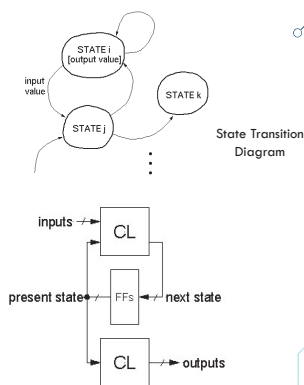 STATE i
[output value]
input
value
STATE k
STATE j
State Transition
Diagram
inputs
CL
present state
FFs
next state
CL
outputs